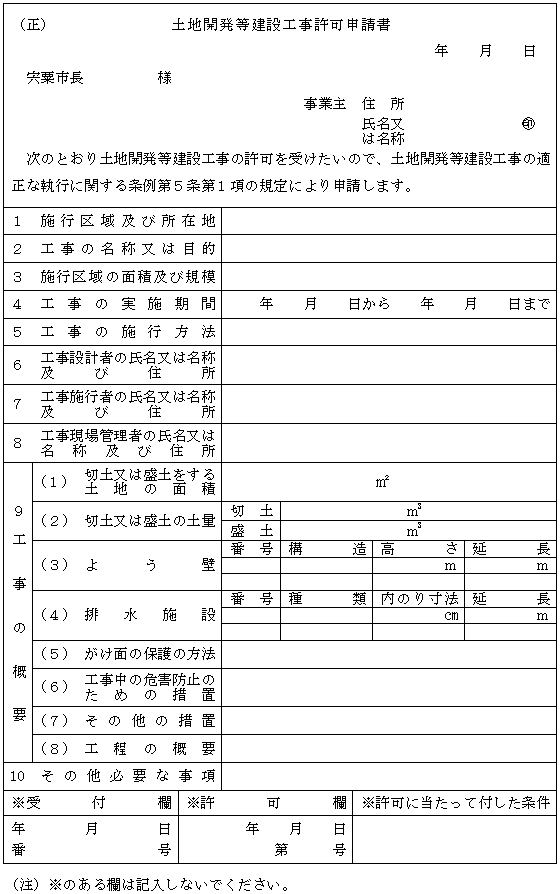 (正) 土地開発等建設工事許可申請書
年 月 日
宍粟市長 様
事業主 住 所
氏名又 ㊞
は名称
次のとおり土地開発等建設工事の許可を受けたいので、土地開発等建設工事の適
正な執行に関する条例第5条第1項の規定により申請します。
1 施行区域及び所在地
2 工事の名称又は目的
3 施行区域の面積及び規模
4 工事の実施期間 年 月 日から 年 月 日まで
5 工事の施行方法
6 工事設計者の氏名又は名称
及び住所
7 工事施行者の氏名又は名称
及び住所
8 工事現場管理者の氏名又は
名称及び住所
9工事の概要
(1) 切土又は盛土をする
土地の面積 ㎡
(2) 切土又は盛土の土量 切土 ㎥
盛土 ㎥
(3) よう壁 番号 構造 高さ 延長
m m
(4) 排水施設 番号 種類 内のり寸法 延長
㎝ m
(5) がけ面の保護の方法
(6) 工事中の危害防止の
ための措置
(7) その他の措置
(8) 工程の概要
10 その他必要な事項
※受付欄 ※許可欄 ※許可に当たって付した条件
年 月 日 年 月 日
番 号 第 号
(注) ※のある欄は記入しないでください。